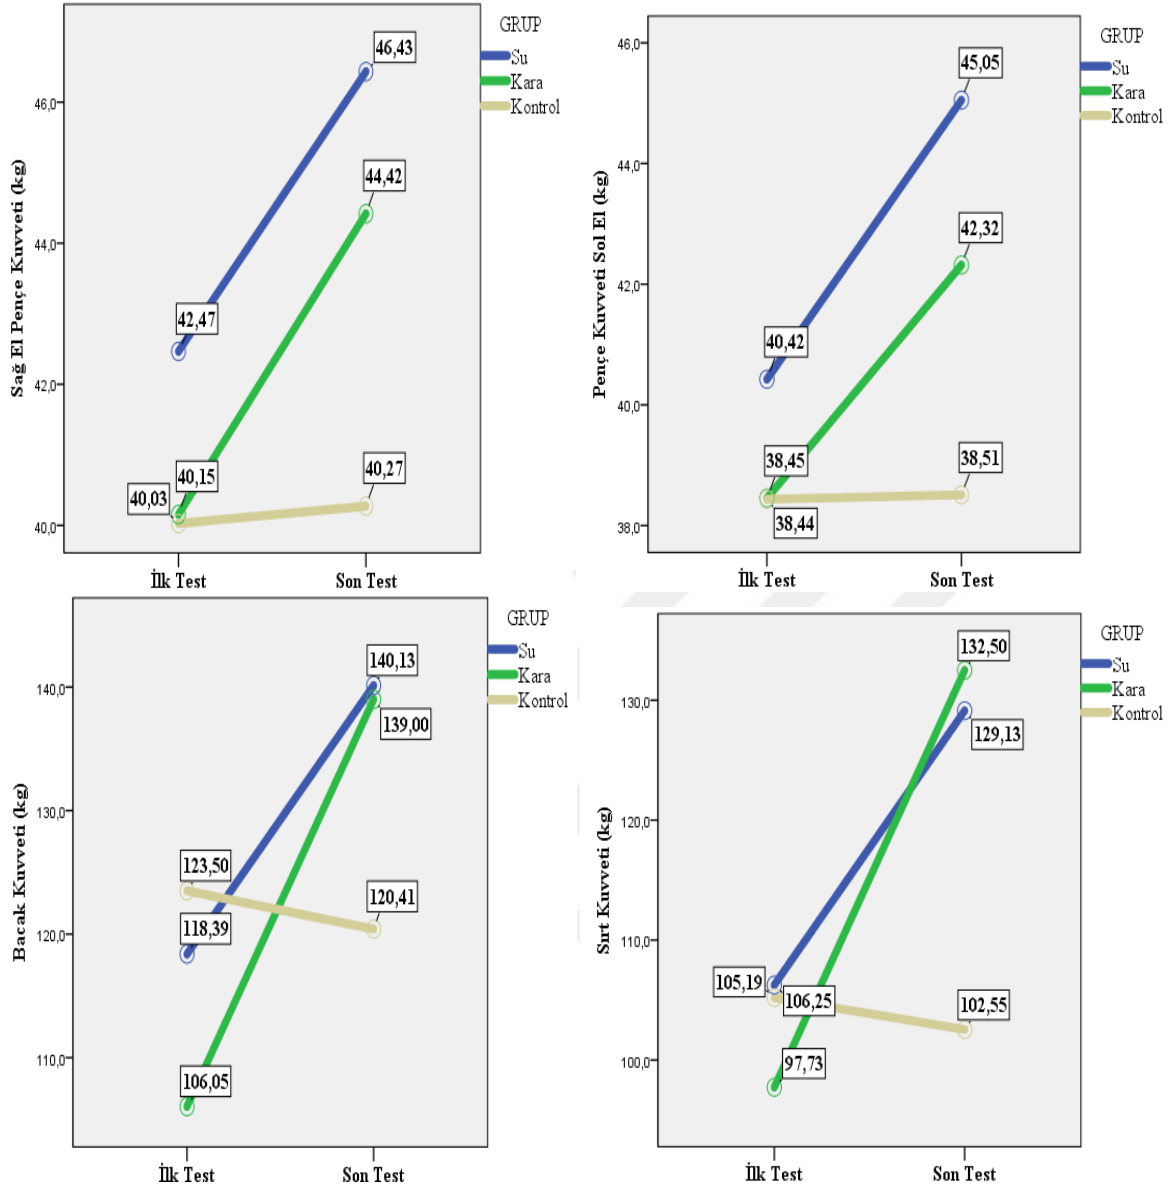 GRUP
Su
Kara
Kontrol
Sağ El Pençe Kuvveti (kg)
46,0
44,0
42,0
40,0
46,43
44,42
42,47
40,15
40,03
40,27
İlk Test
Son Test
GRUP
Su
Kara
Kontrol
Pençe Kuvveti Sol El (kg)
46,0
44,0
42,0
40,0
38,0
45,05
42,32
40,42
38,45
38,44
38,51
İlk Test
Son Test
GRUP
Su
Kara
Kontrol
Bacak Kuvveti (kg)
140,0
130,0
120,0
110,0
140,13
139,00
123,50
118,39
120,41
106,05
İlk Test
Son Test
GRUP
Su
Kara
Kontrol
Sırt Kuvveti (kg)
130,0
120,0
110,0
100,0
132,50
129,13
105,19
106,25
102,55
97,73
İlk Test
Son Test